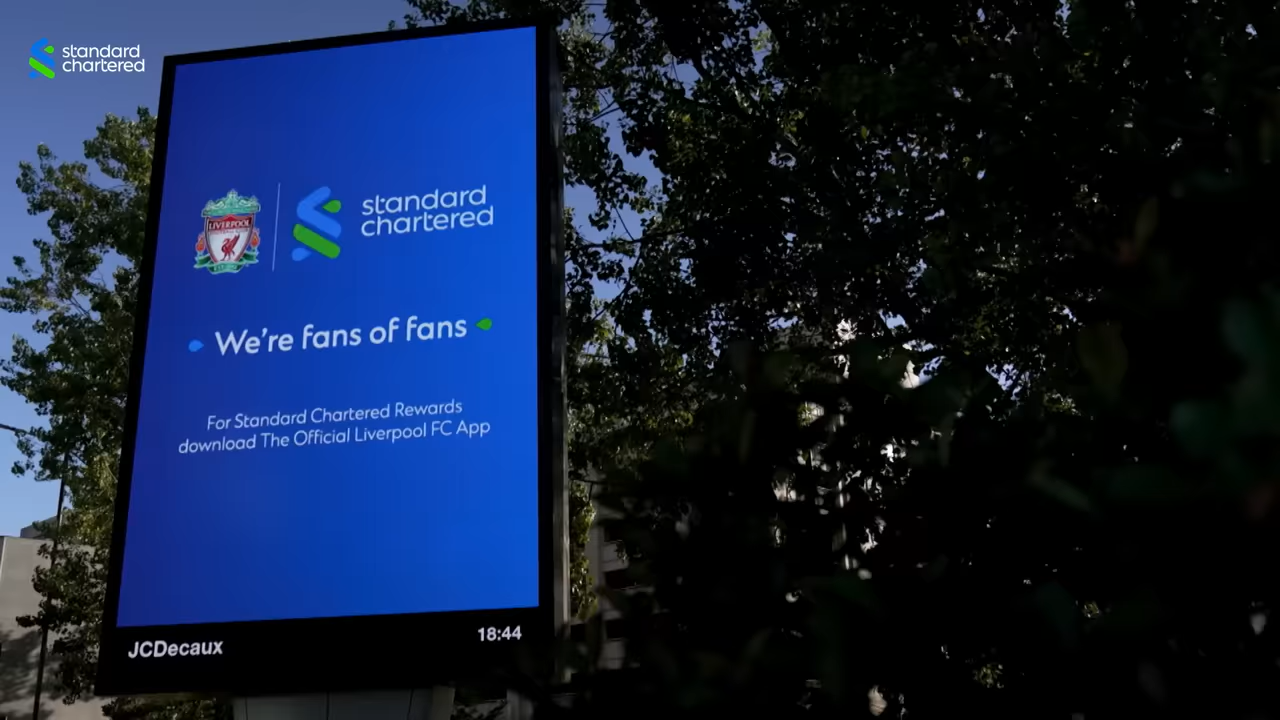 standard
chartered
LIVERPOOL
standard
chartered
We're fans of fans
For Standard Chartered Rewards
download The Official Liverpool FC App
JCDecaux
18:44